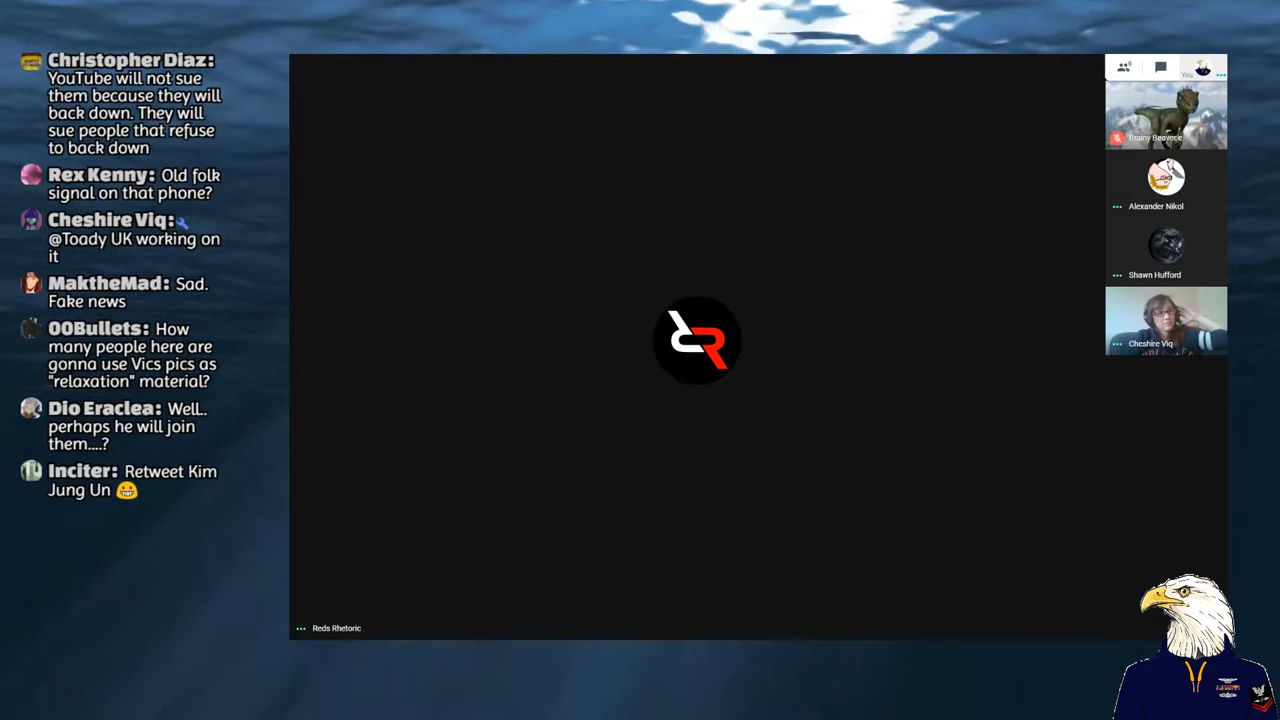 Christopher Diaz:
YouTube will not sue
them because they will
back down. They will
sue people that refuse
to back down
Rex Kenny: Old folk
signal on that phone?
Cheshire Viq:
@Toady UK working on
it
MaktheMad: Sad.
Fake news
00Bullets: How
many people here are
gonna use Vics pics as
"relaxation" material?
Dio Eraclea: Well..
perhaps he will join
them....?
Inciter: Retweet Kim
Jung Un 😬
You
Brainy Beaver
Alexander Nikol
Shawn Hufford
Cheshire Viq
Reds Rhetoric